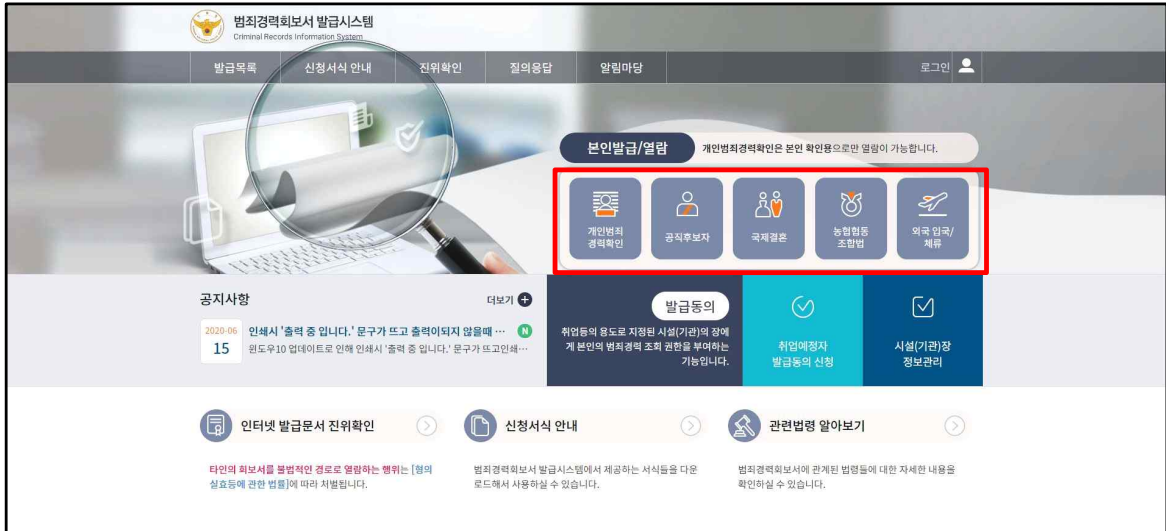 범죄경력회보서 발급시스템
Criminal Records Information System
발급목록 신청서식 안내 진위확인 질의응답 알림마당 로그인
본인발급/열람 개인범죄경력확인은 본인 확인용으로만 열람이 가능합니다.
개인범죄
경력확인
공직후보자
국제결혼
농협협동
조합법
외국 입국/
체류
공지사항 더보기
2020-06
15
인쇄시 '출력 중 입니다.' 문구가 뜨고 출력이되지 않을때 … N
윈도우10 업데이트로 인해 인쇄시 '출력 중 입니다.' 문구가 뜨고인쇄…
발급동의
취업등의 용도로 지정된 시설(기관)의 장에
게 본인의 범죄경력 조회 권한을 부여하는
기능입니다.
취업예정자
발급동의 신청
시설(기관)장
정보관리
인터넷 발급문서 진위확인
타인의 회보서를 불법적인 경로로 열람하는 행위는 [형의
실효등에 관한 법률]에 따라 처벌됩니다.
신청서식 안내
범죄경력회보서 발급시스템에서 제공하는 서식들을 다운
로드해서 사용하실 수 있습니다.
관련법령 알아보기
범죄경력회보서에 관계된 법령들에 대한 자세한 내용을
확인하실 수 있습니다.